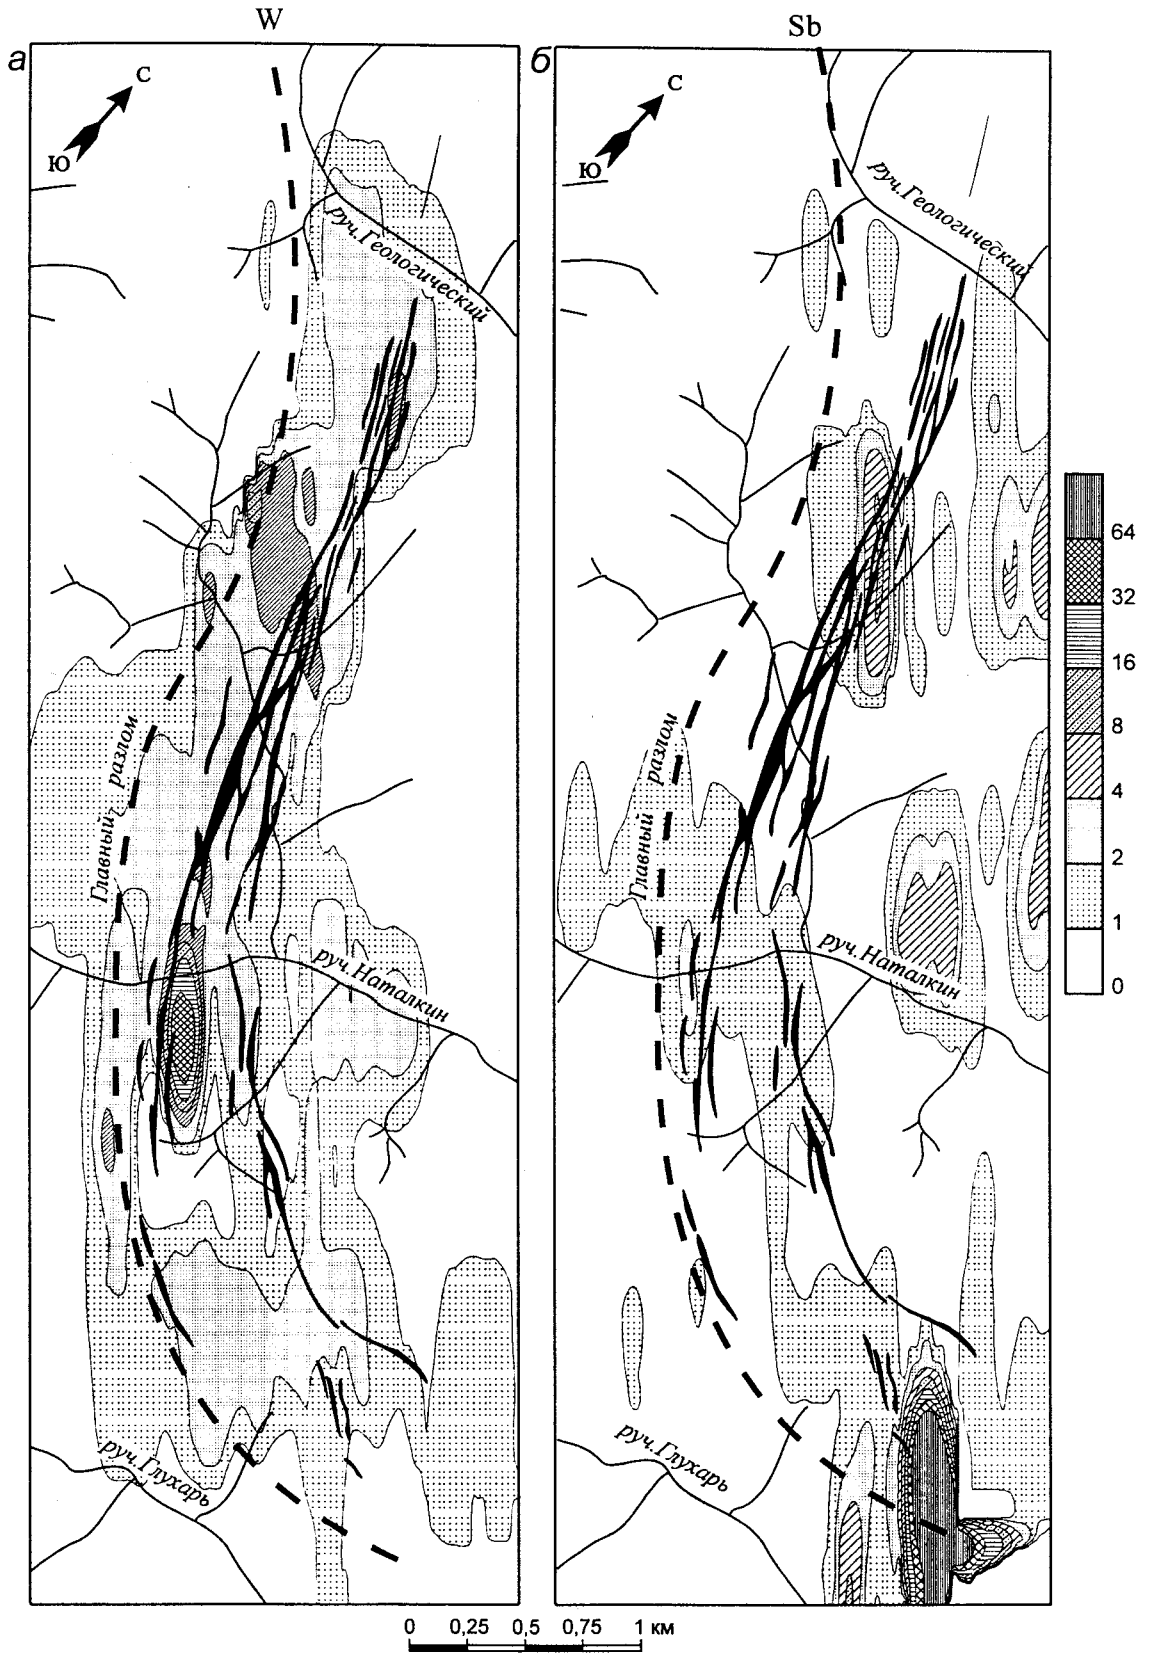 W
Sb
а
б
С
Ю
С
Ю
руч.Геологический
руч.Геологический
Главный разлом
Главный разлом
руч.Наталкин
руч.Наталкин
руч.Глухарь
руч.Глухарь
64
32
16
8
4
2
1
0
0 0,25 0,5 0,75 1 км